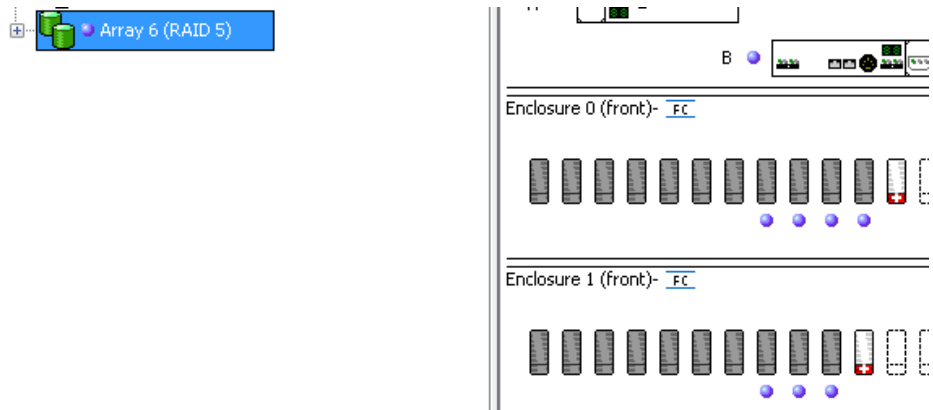 Array 6 (RAID 5)
B
Enclosure 0 (front)- FC
Enclosure 1 (front)- FC